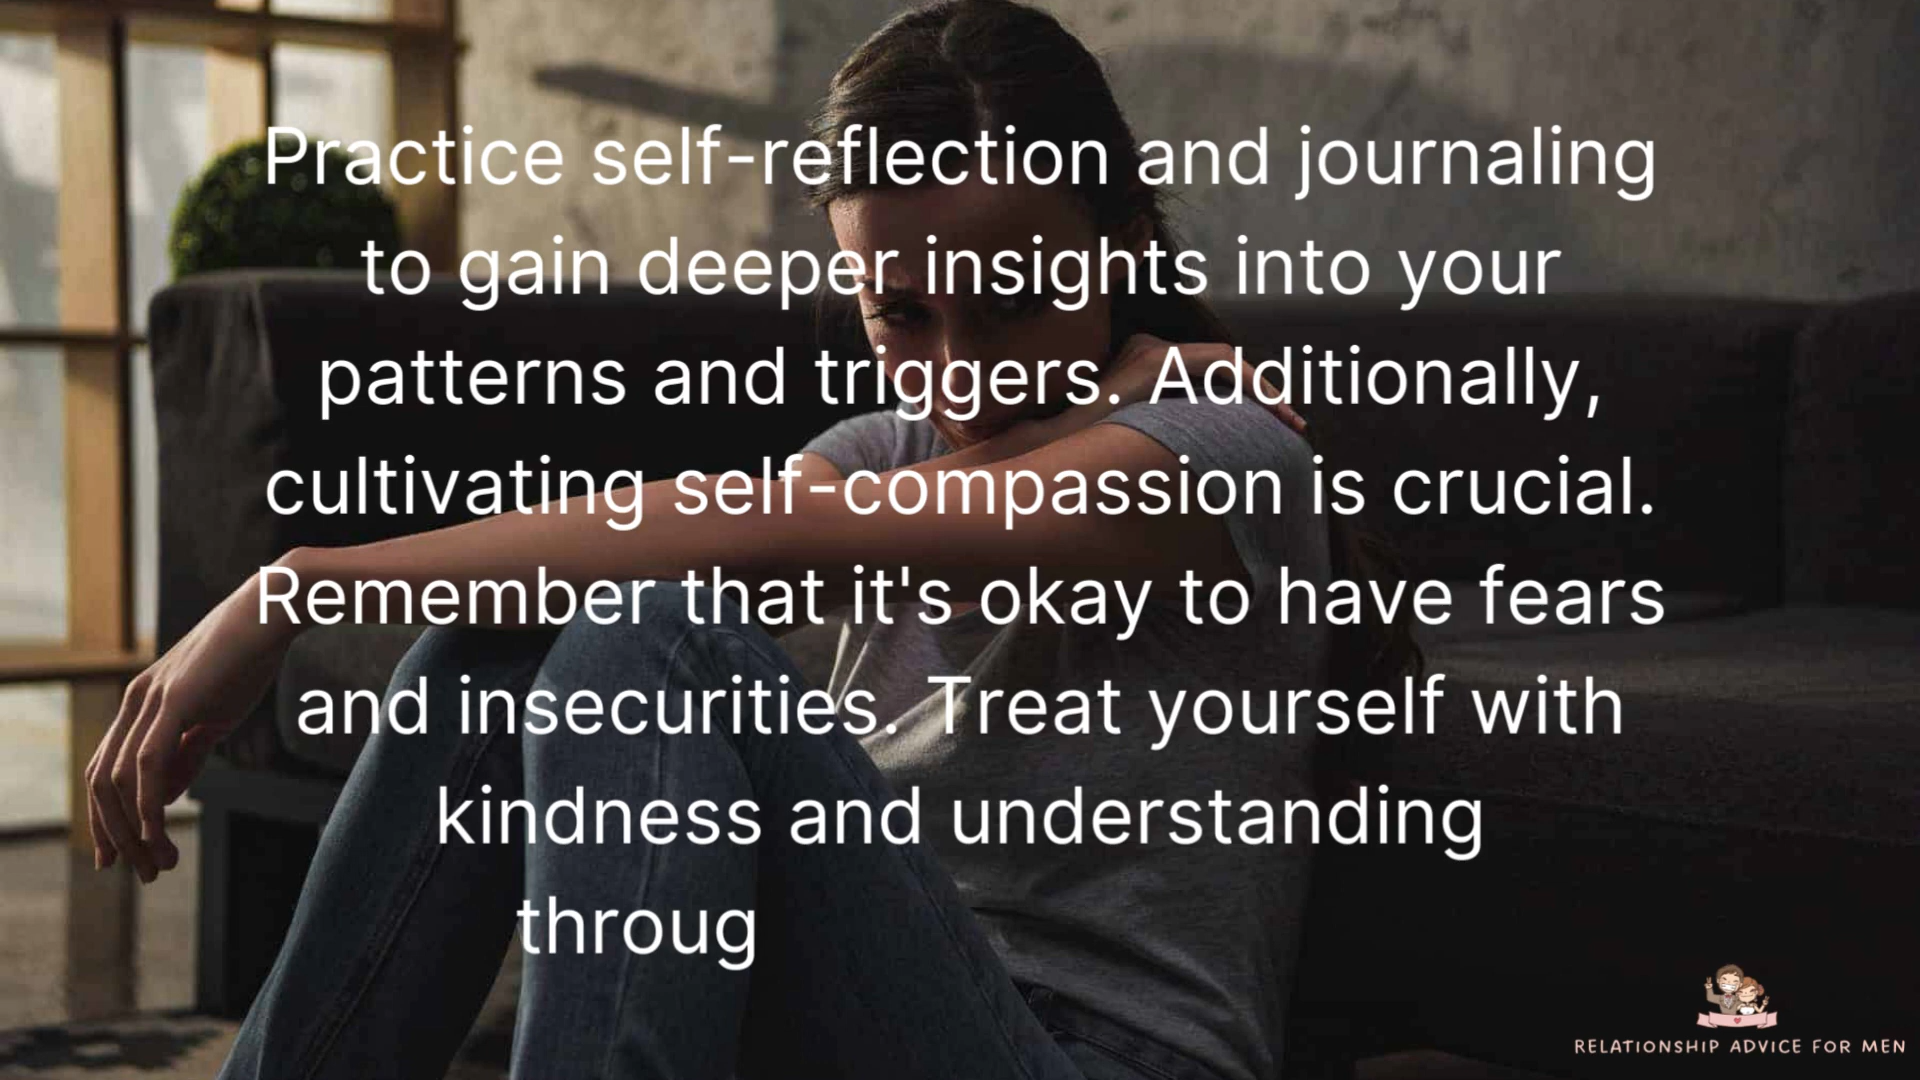 Practice self-reflection and journaling
to gain deeper insights into your
patterns and triggers. Additionally,
cultivating self-compassion is crucial.
Remember that it's okay to have fears
and insecurities. Treat yourself with
kindness and understanding
throug
RELATIONSHIP ADVICE FOR MEN